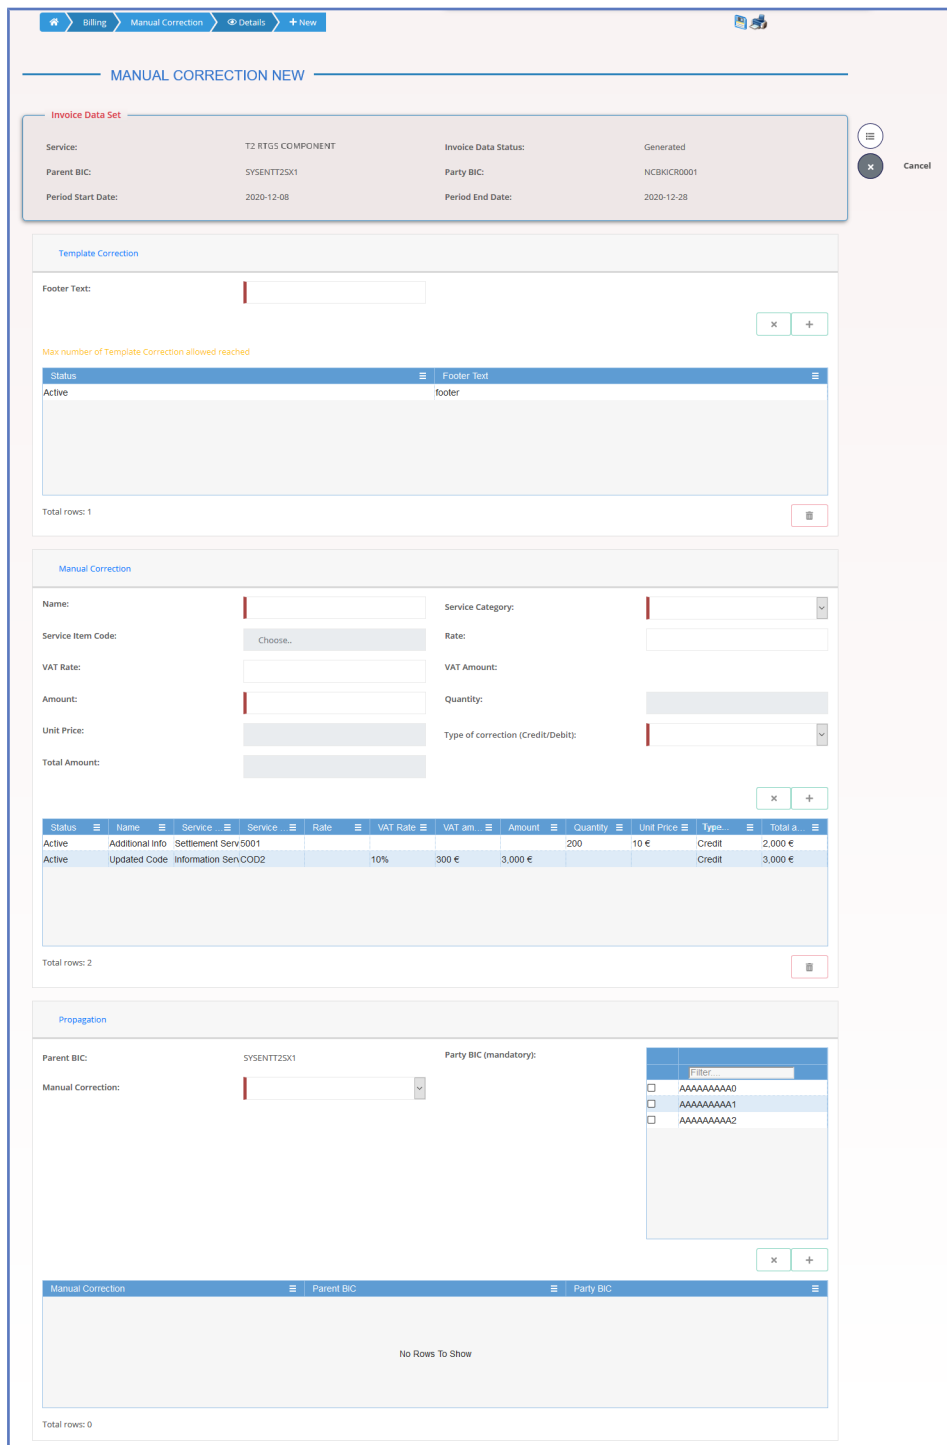 Billing Manual Correction Details + New
MANUAL CORRECTION NEW
Invoice Data Set
Service: T2 RTGS COMPONENT Invoice Data Status: Generated
Parent BIC: SYSENTT2SX1 Party BIC: NCBKICR0001
Cancel
Period Start Date: 2020-12-08 Period End Date: 2020-12-28
Template Correction
Footer Text:
× +
Max number of Template Correction allowed reached
Status Footer Text
Active footer
Total rows: 1
Manual Correction
Name: Service Category:
Service Item Code: Choose.. Rate:
VAT Rate: VAT Amount:
Amount: Quantity:
Unit Price: Type of correction (Credit/Debit):
Total Amount:
× +
Status Name Service ... Service ... Rate VAT Rate VAT am... Amount Quantity Unit Price Type... Total a...
Active Additional Info Settlement Serv 5001 200 10 € Credit 2,000 €
Active Updated Code Information Serv COD2 10% 300 € 3,000 € Credit 3,000 €
Total rows: 2
Propagation
Parent BIC: SYSENTT2SX1 Party BIC (mandatory):
Filter...
Manual Correction:
AAAAAAAAA0
AAAAAAAAA1
AAAAAAAAA2
× +
Manual Correction Parent BIC Party BIC
No Rows To Show
Total rows: 0